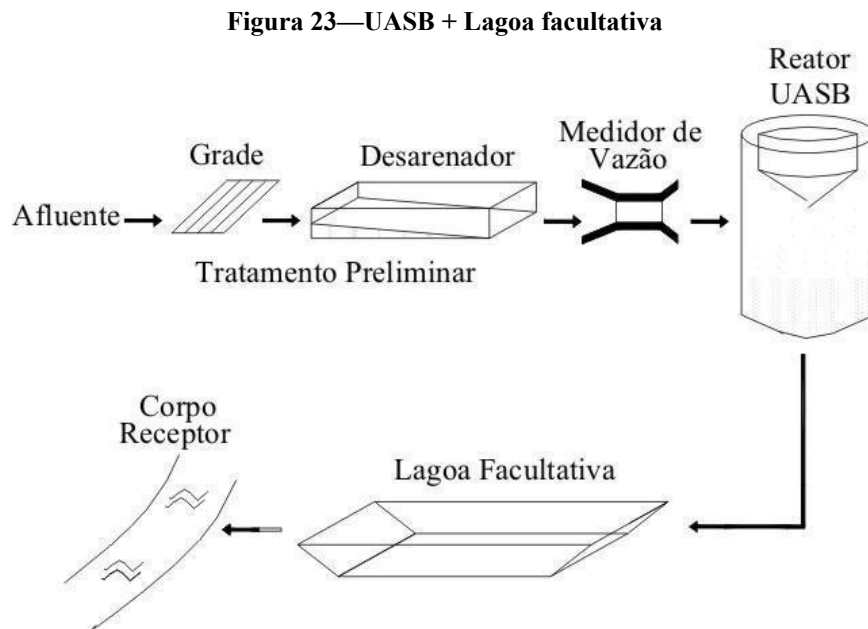 Figura 23—UASB + Lagoa facultativa
Reator
UASB
Medidor de
Vazão
Grade
Desarenador
Afluente
Tratamento Preliminar
Corpo
Receptor
Lagoa Facultativa